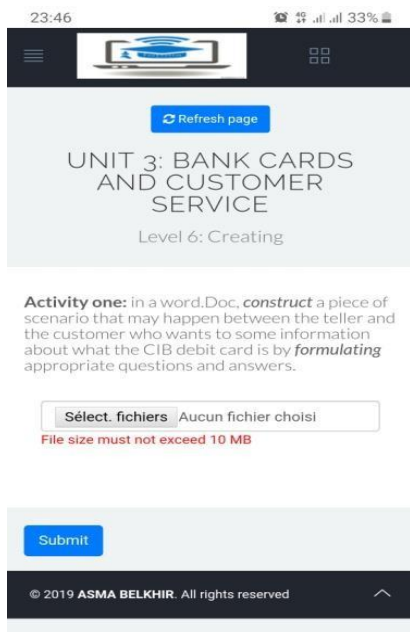 23:46
4G
33%
Refresh page
UNIT 3: BANK CARDS
AND CUSTOMER
SERVICE
Level 6: Creating
Activity one: in a word.Doc, construct a piece of
scenario that may happen between the teller and
the customer who wants to some information
about what the CIB debit card is by formulating
appropriate questions and answers.
Sélect. fichiers Aucun fichier choisi
File size must not exceed 10 MB
Submit
© 2019 ASMA BELKHIR. All rights reserved